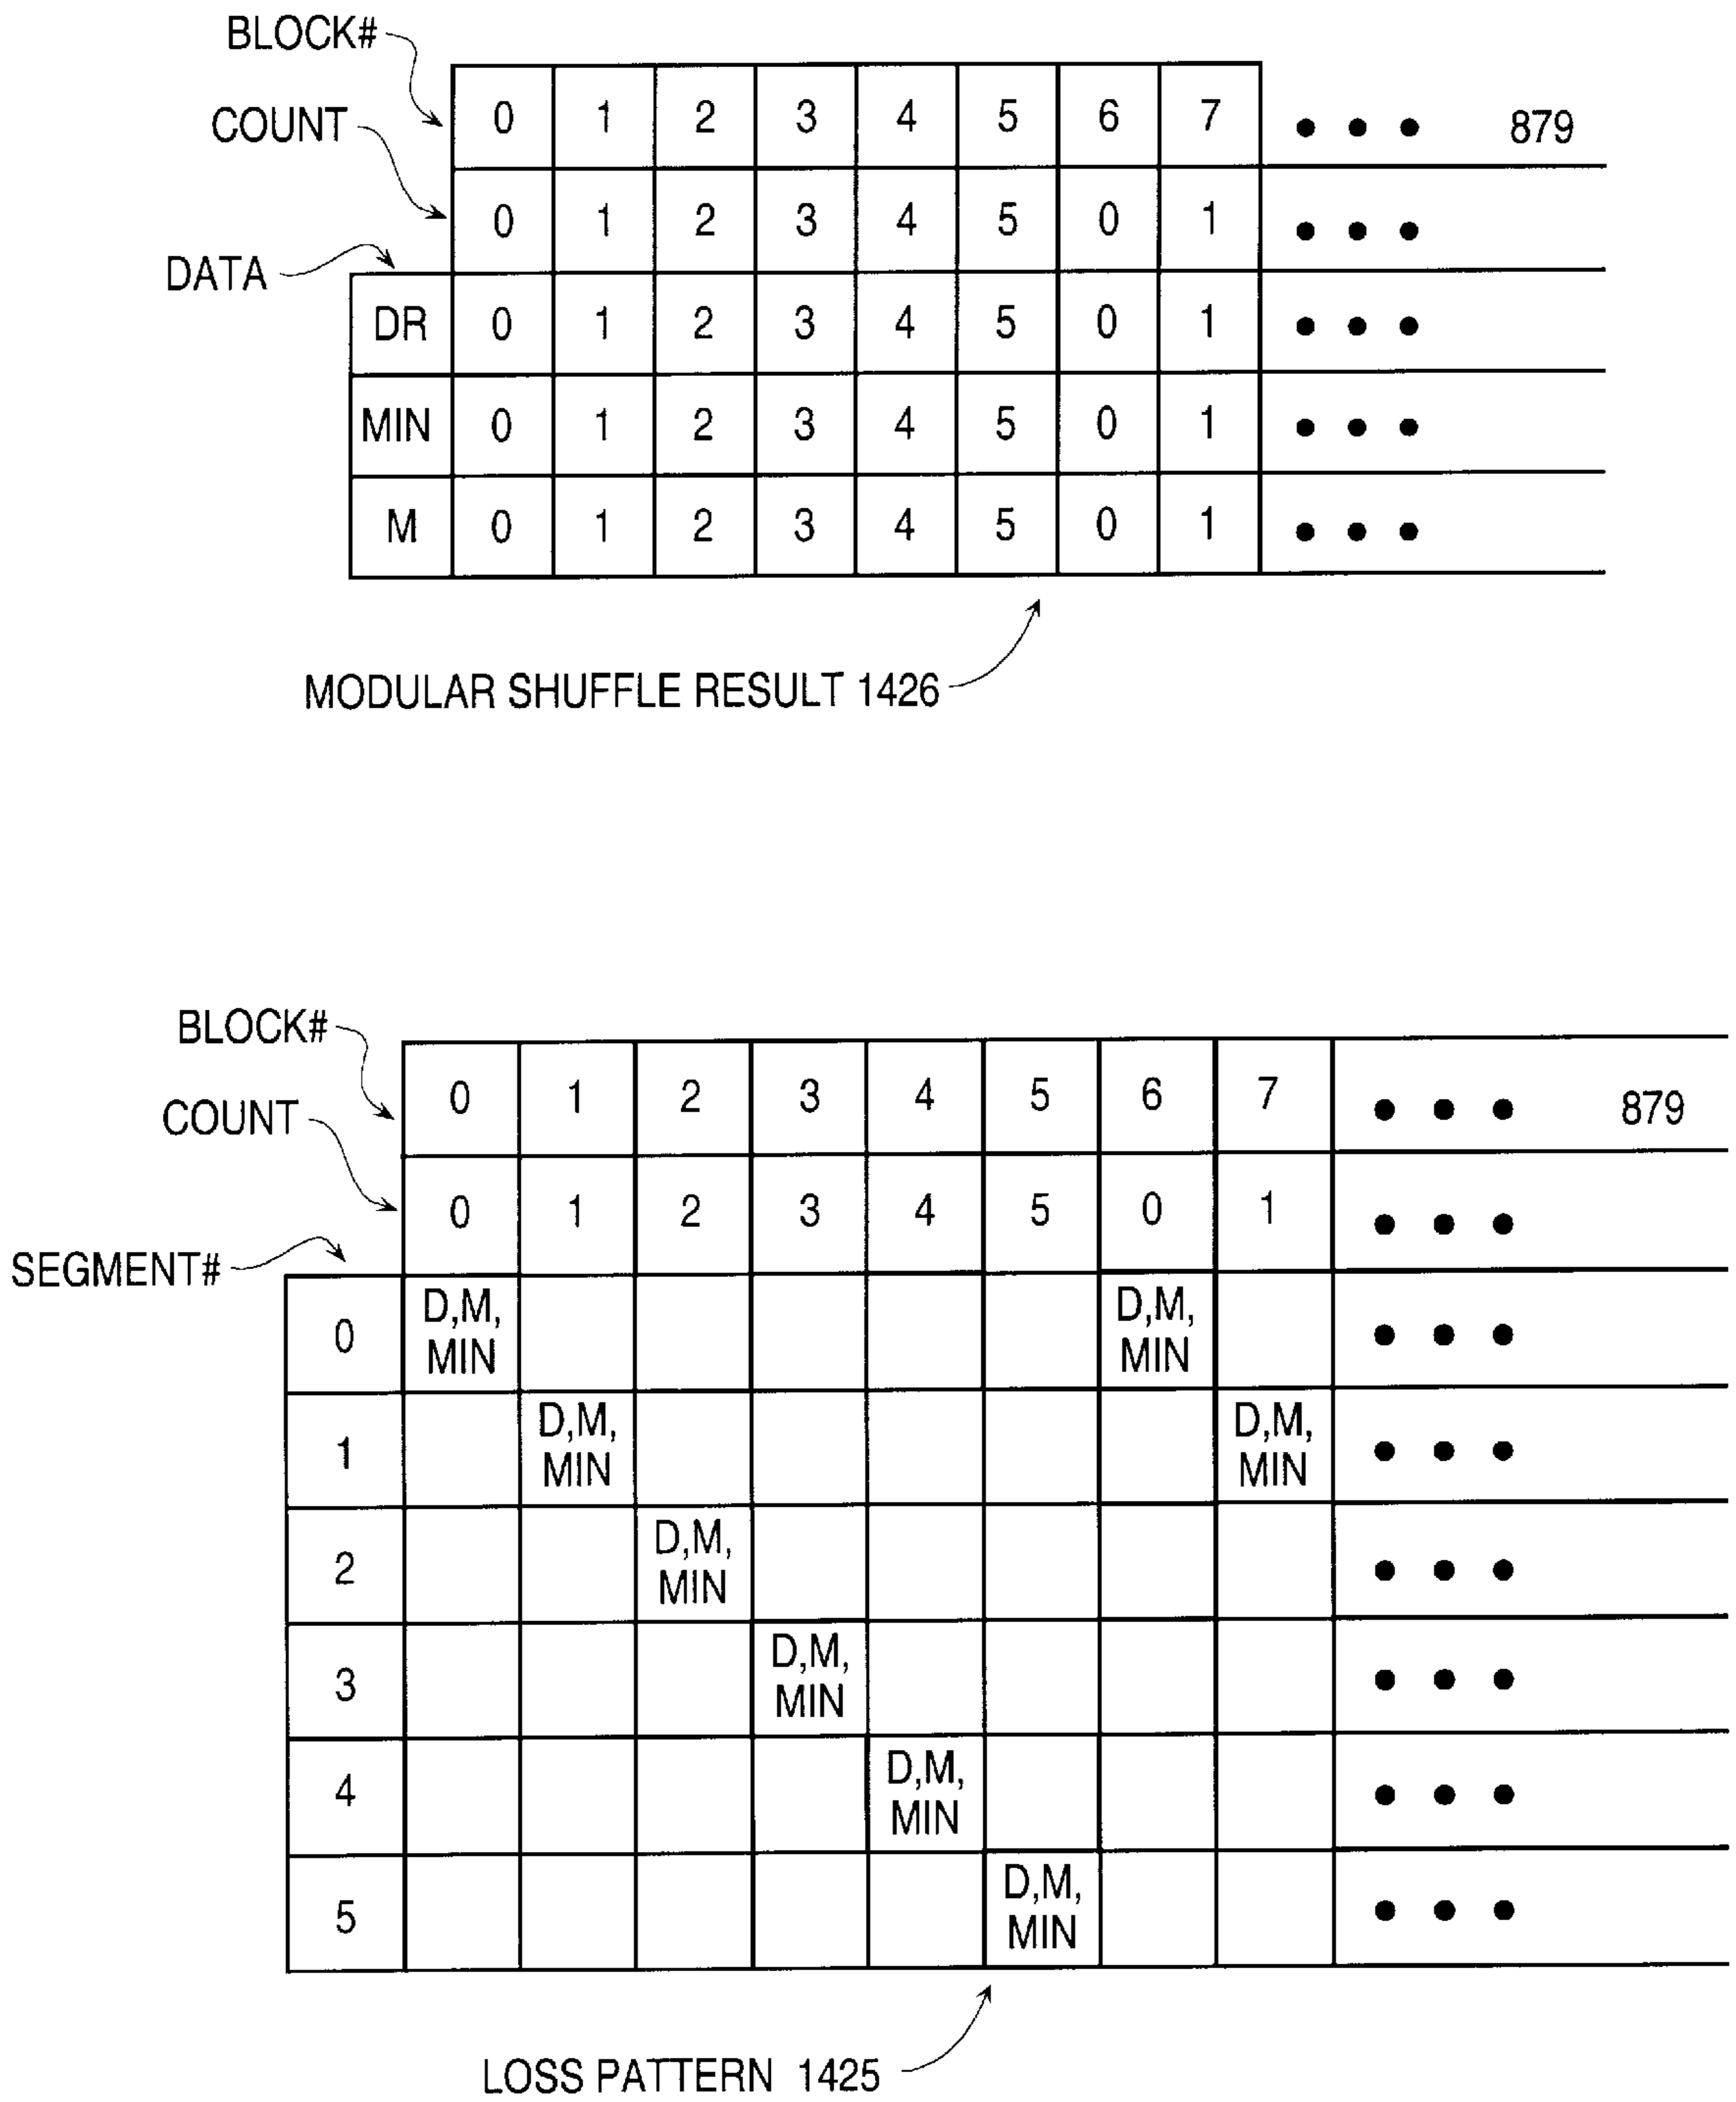 BLOCK#
0 1 2 3 4 5 6 7 • • • 879
COUNT
0 1 2 3 4 5 0 1 • • •
DATA
DR 0 1 2 3 4 5 0 1 • • •
MIN 0 1 2 3 4 5 0 1 • • •
M 0 1 2 3 4 5 0 1 • • •
MODULAR SHUFFLE RESULT 1426
BLOCK#
0 1 2 3 4 5 6 7 • • • 879
COUNT
0 1 2 3 4 5 0 1 • • •
SEGMENT#
0 D,M, MIN D,M, MIN • • •
1 D,M, MIN D,M, MIN • • •
2 D,M, MIN • • •
3 D,M, MIN • • •
4 D,M, MIN • • •
5 D,M, MIN • • •
LOSS PATTERN 1425